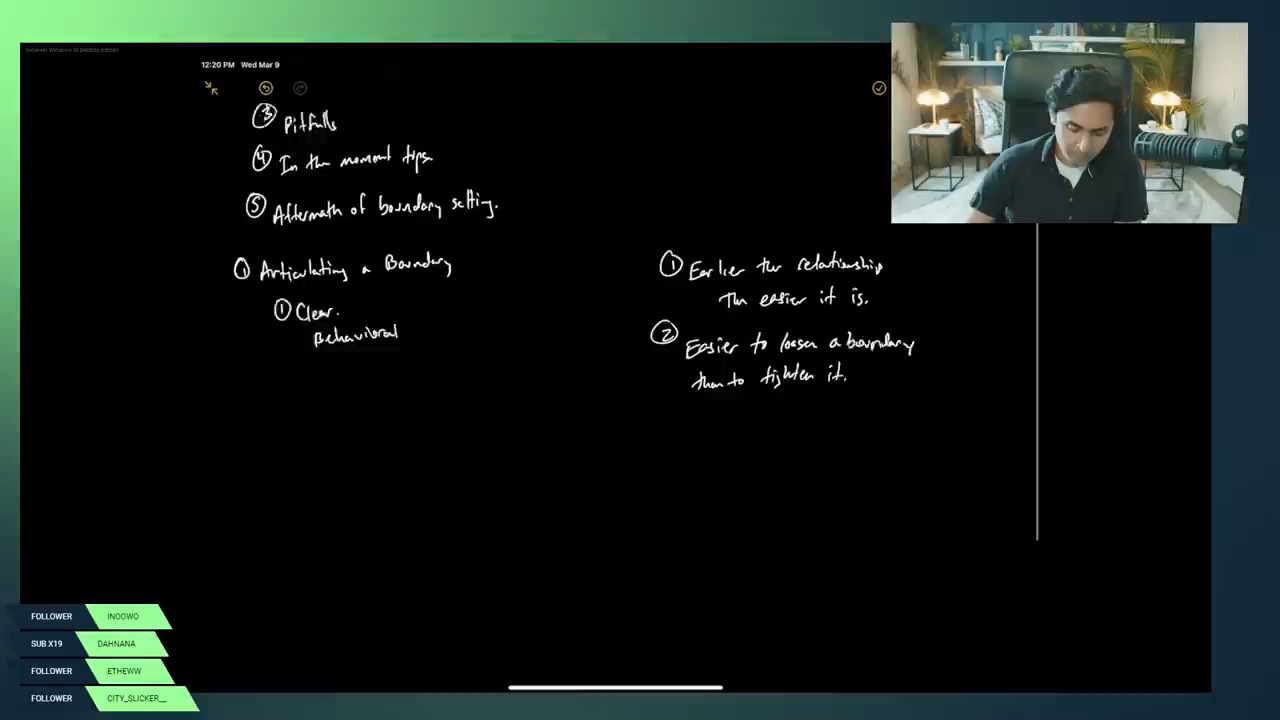 12:20 PM Wed Mar 9
③ Pitfalls
④ In the moment tips
⑤ Aftermath of boundary setting.
① Articulating a Boundary
① Clear.
Behavioral
① Earlier the relationship
The easier it is.
② Easier to loosen a boundary
than to tighten it.
FOLLOWER INOOWO
SUB X19 DAHNANA
FOLLOWER ETHEWW
FOLLOWER CITY_SLICKER__